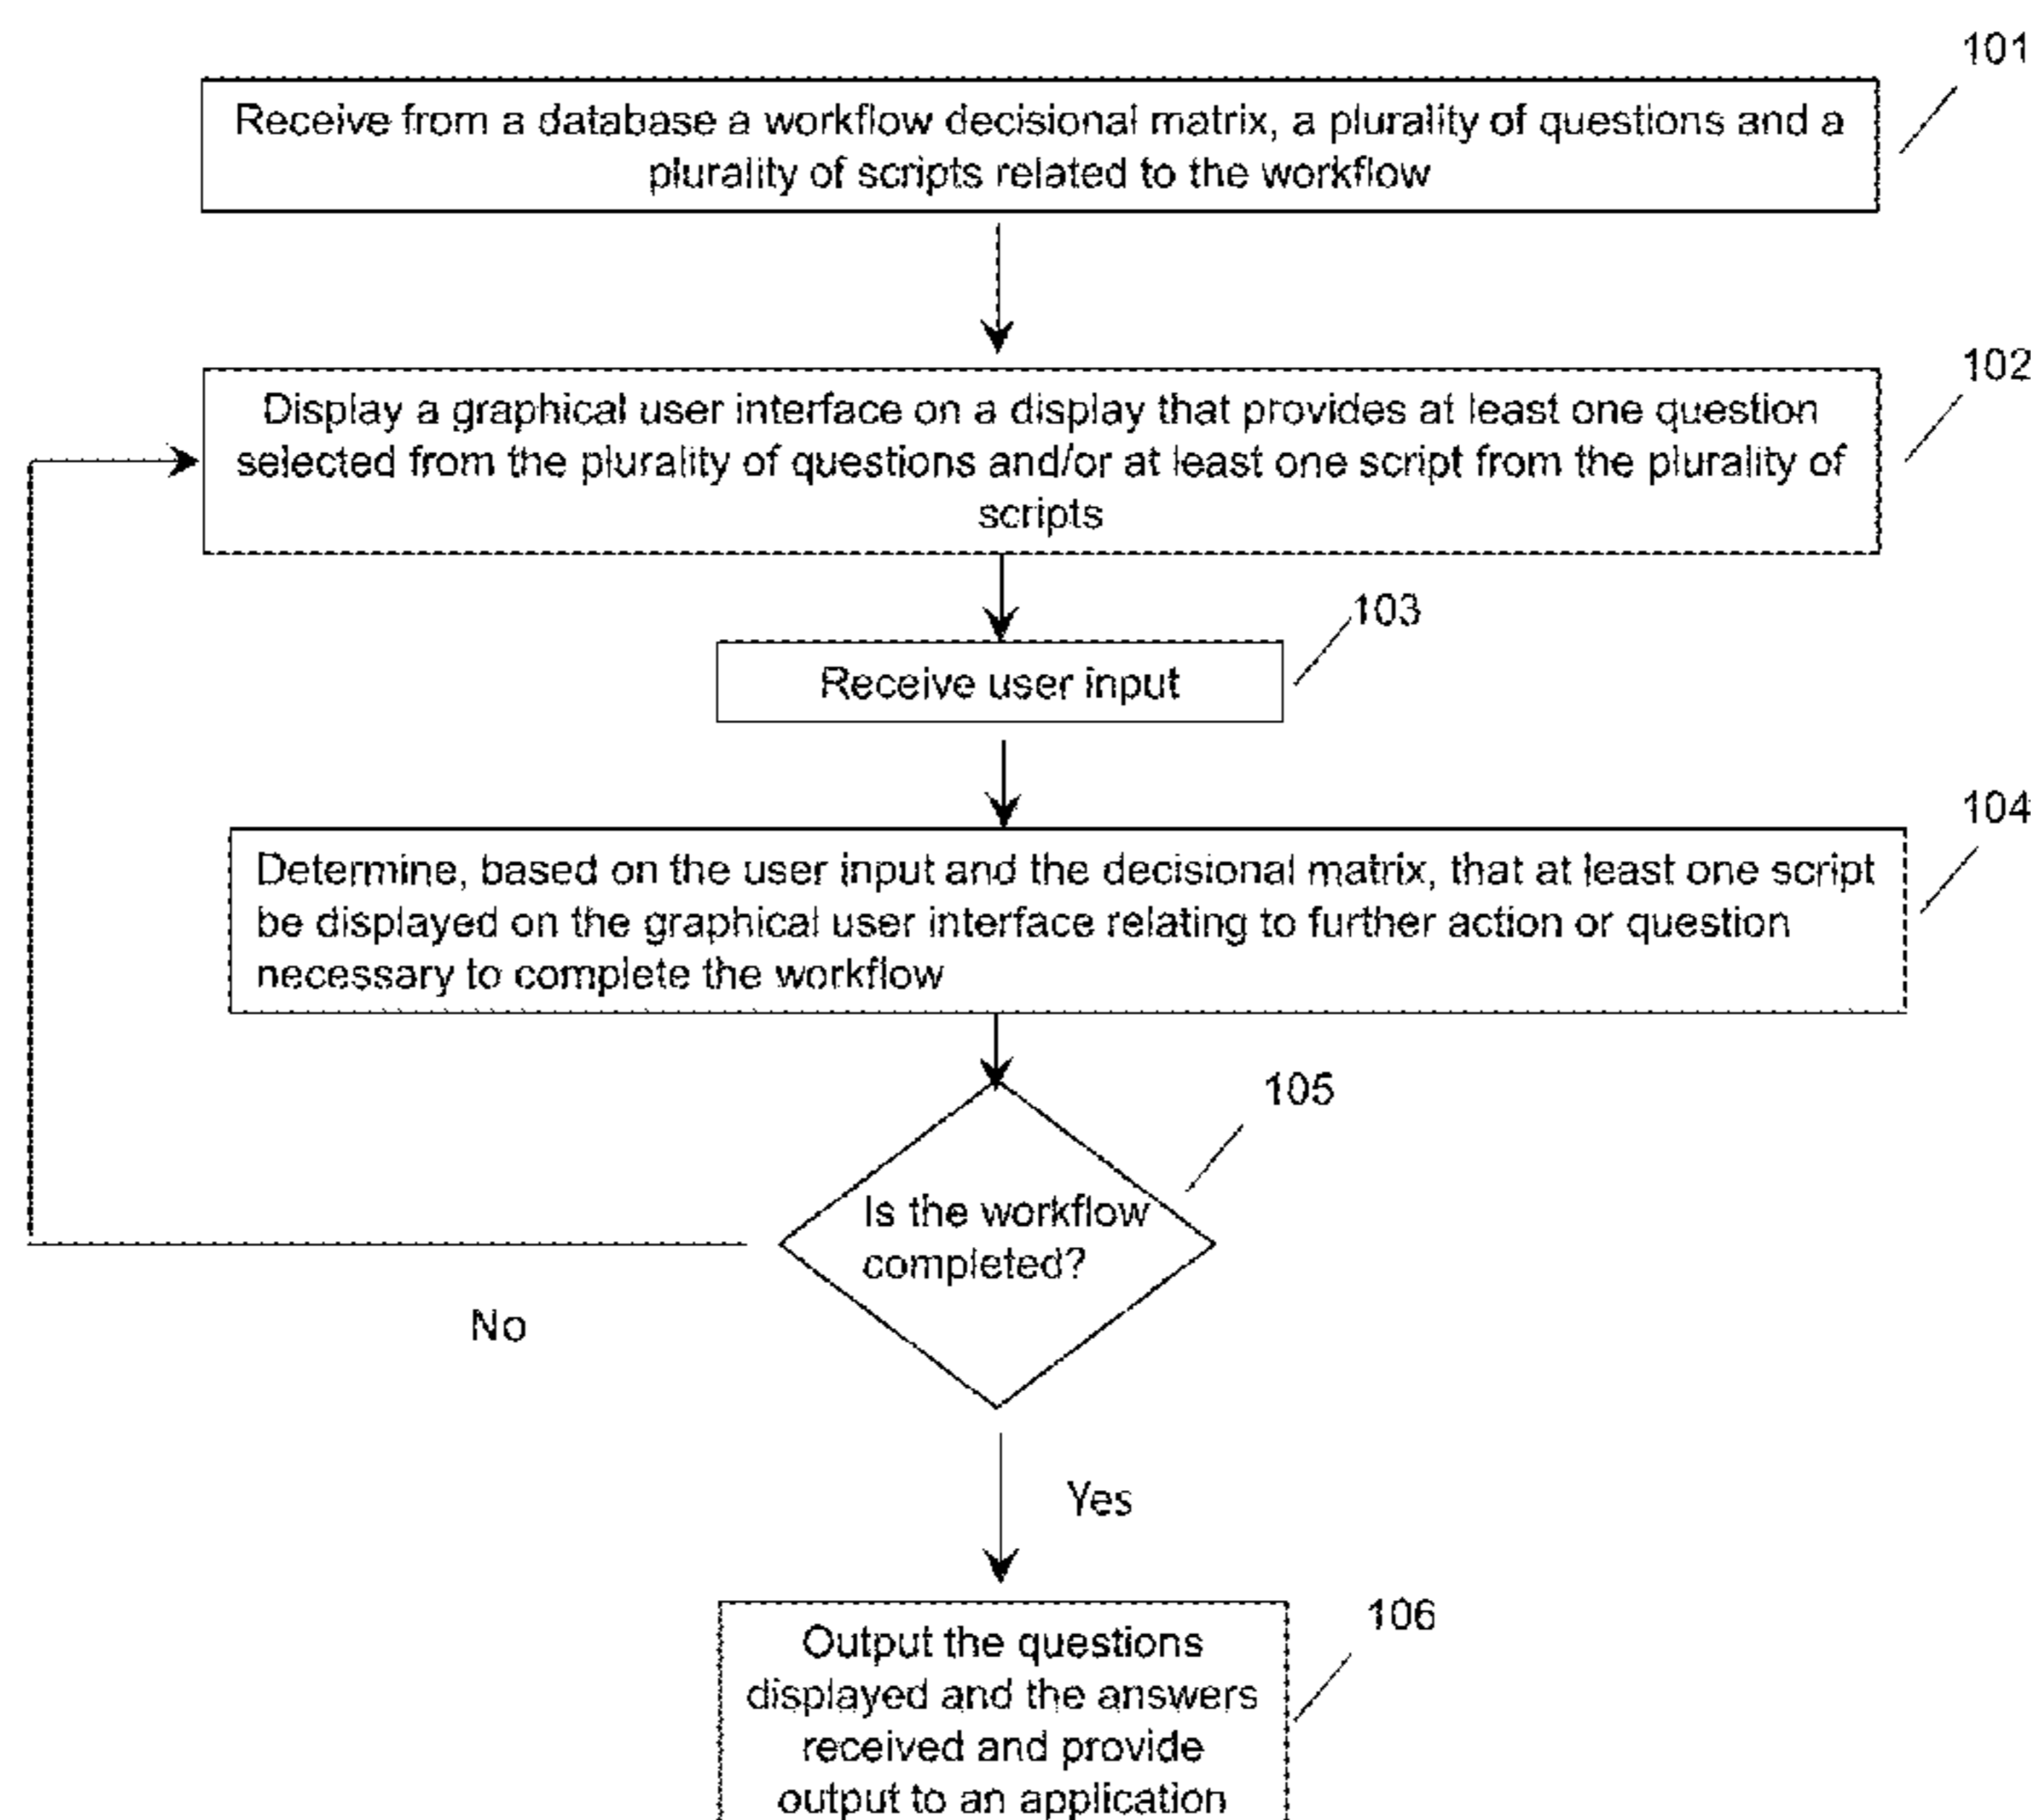 101
Receive from a database a workflow decisional matrix, a plurality of questions and a
plurality of scripts related to the workflow
102
Display a graphical user interface on a display that provides at least one question
selected from the plurality of questions and/or at least one script from the plurality of
scripts
103
Receive user input
104
Determine, based on the user input and the decisional matrix, that at least one script
be displayed on the graphical user interface relating to further action or question
necessary to complete the workflow
105
Is the workflow
completed?
No
Yes
106
Output the questions
displayed and the answers
received and provide
output to an application